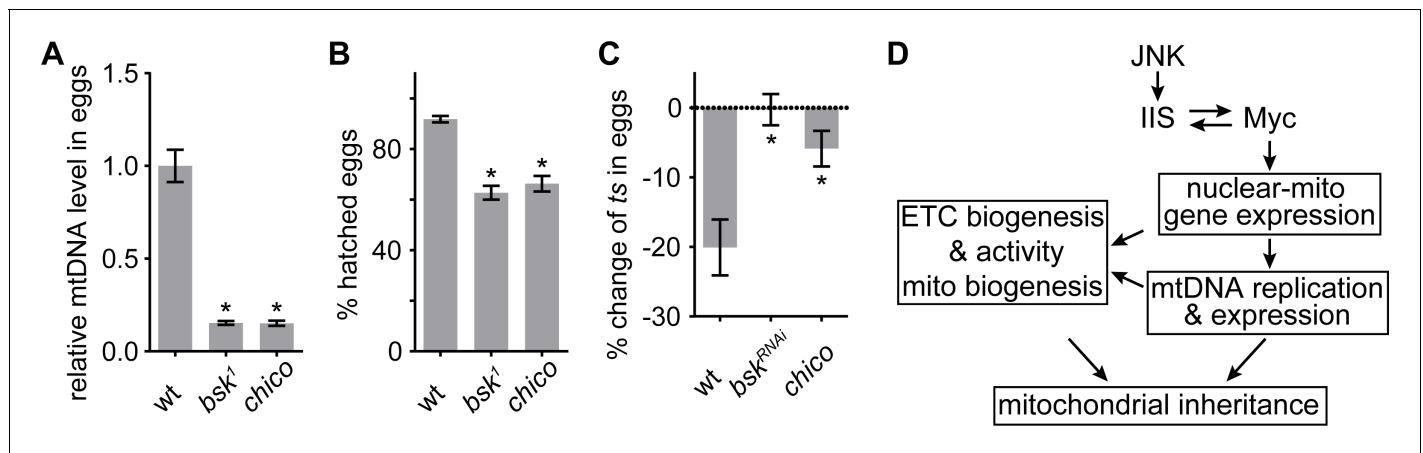 A
relative mtDNA level in eggs
1.5
1.0
0.5
0.0
wt
bsk1
chico
*
*
B
% hatched eggs
80
40
0
wt
bsk1
chico
*
*
C
% change of ts in eggs
0
-10
-20
-30
wt
bskRNAi
chico
*
*
D
JNK
IIS
Myc
nuclear-mito
gene expression
ETC biogenesis
& activity
mito biogenesis
mtDNA replication
& expression
mitochondrial inheritance